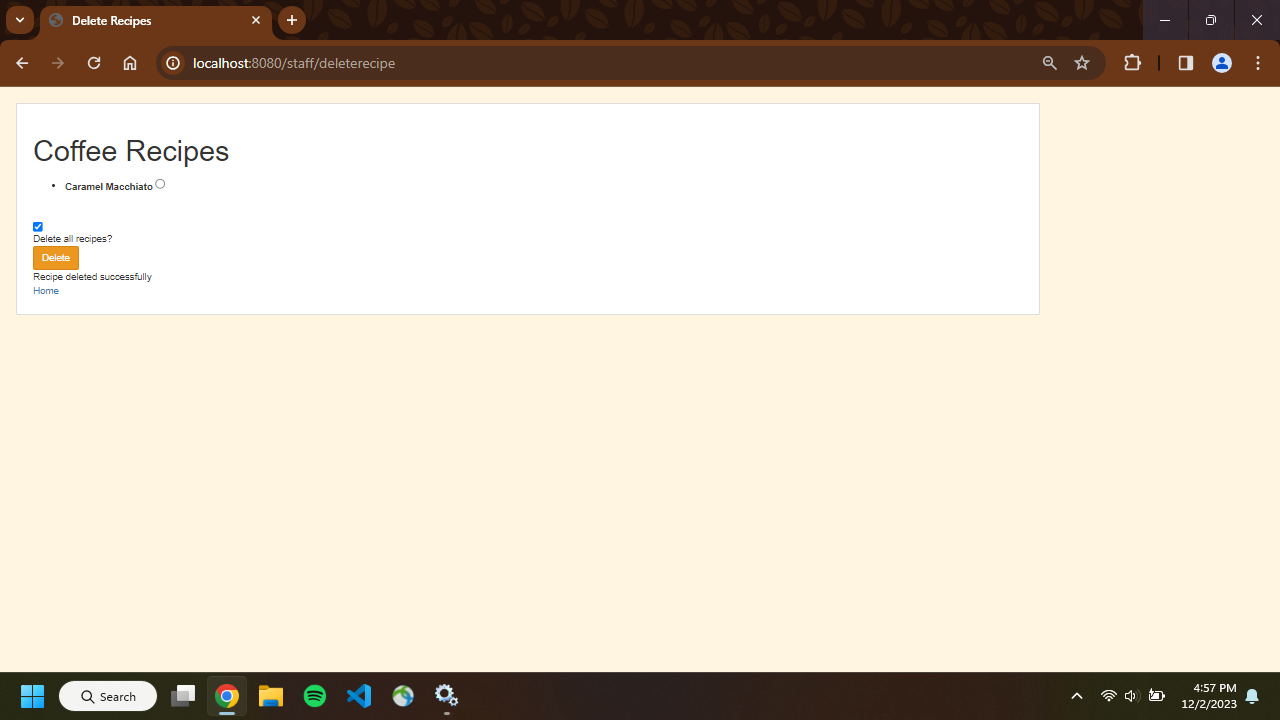 Delete Recipes
localhost:8080/staff/deleterecipe
Coffee Recipes
Caramel Macchiato
Delete all recipes?
Delete
Recipe deleted successfully
Home
Search
4:57 PM
12/2/2023